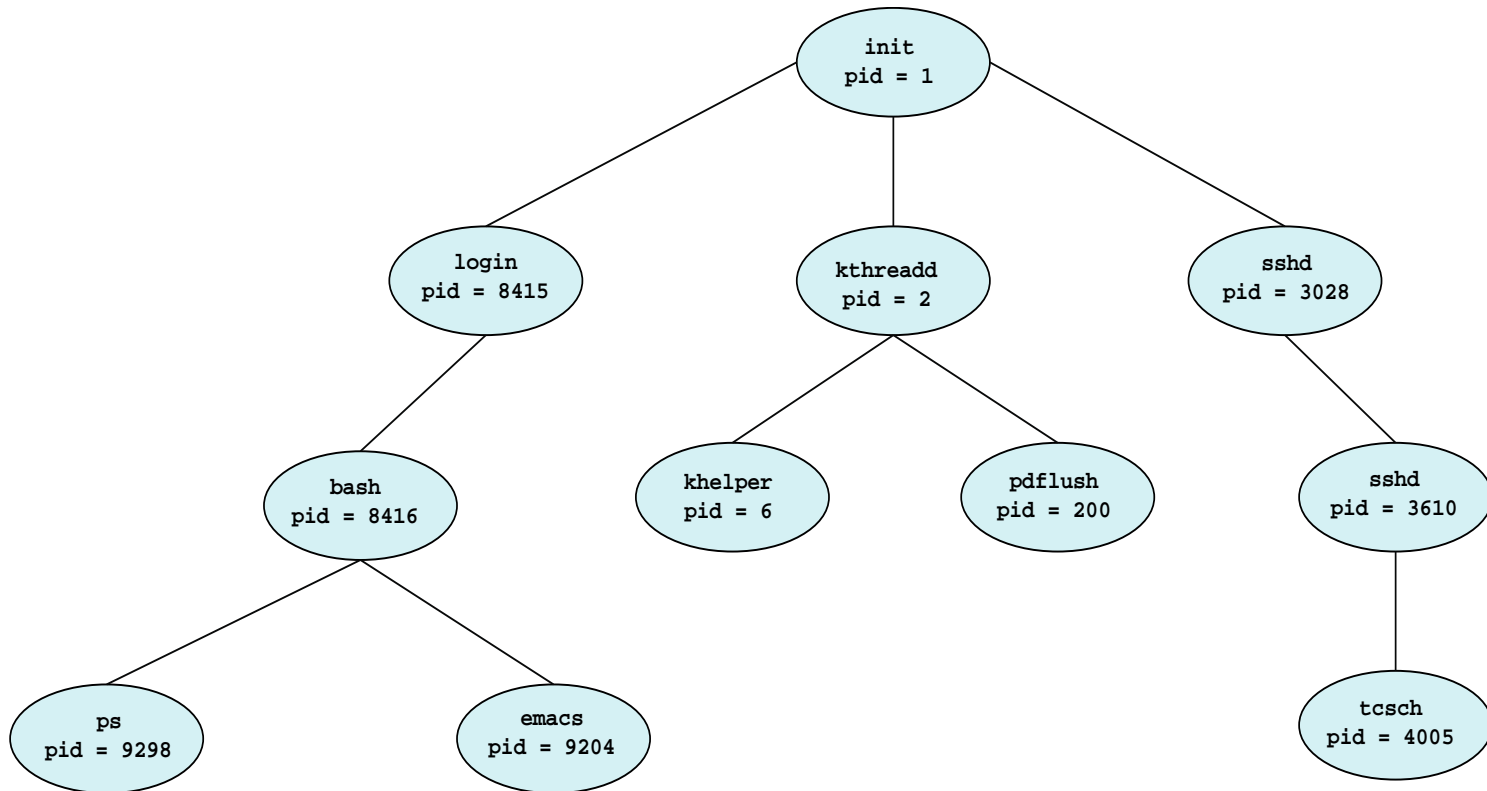 init
pid = 1
login
pid = 8415
kthreadd
pid = 2
sshd
pid = 3028
bash
pid = 8416
khelper
pid = 6
pdflush
pid = 200
sshd
pid = 3610
ps
pid = 9298
emacs
pid = 9204
tcsch
pid = 4005